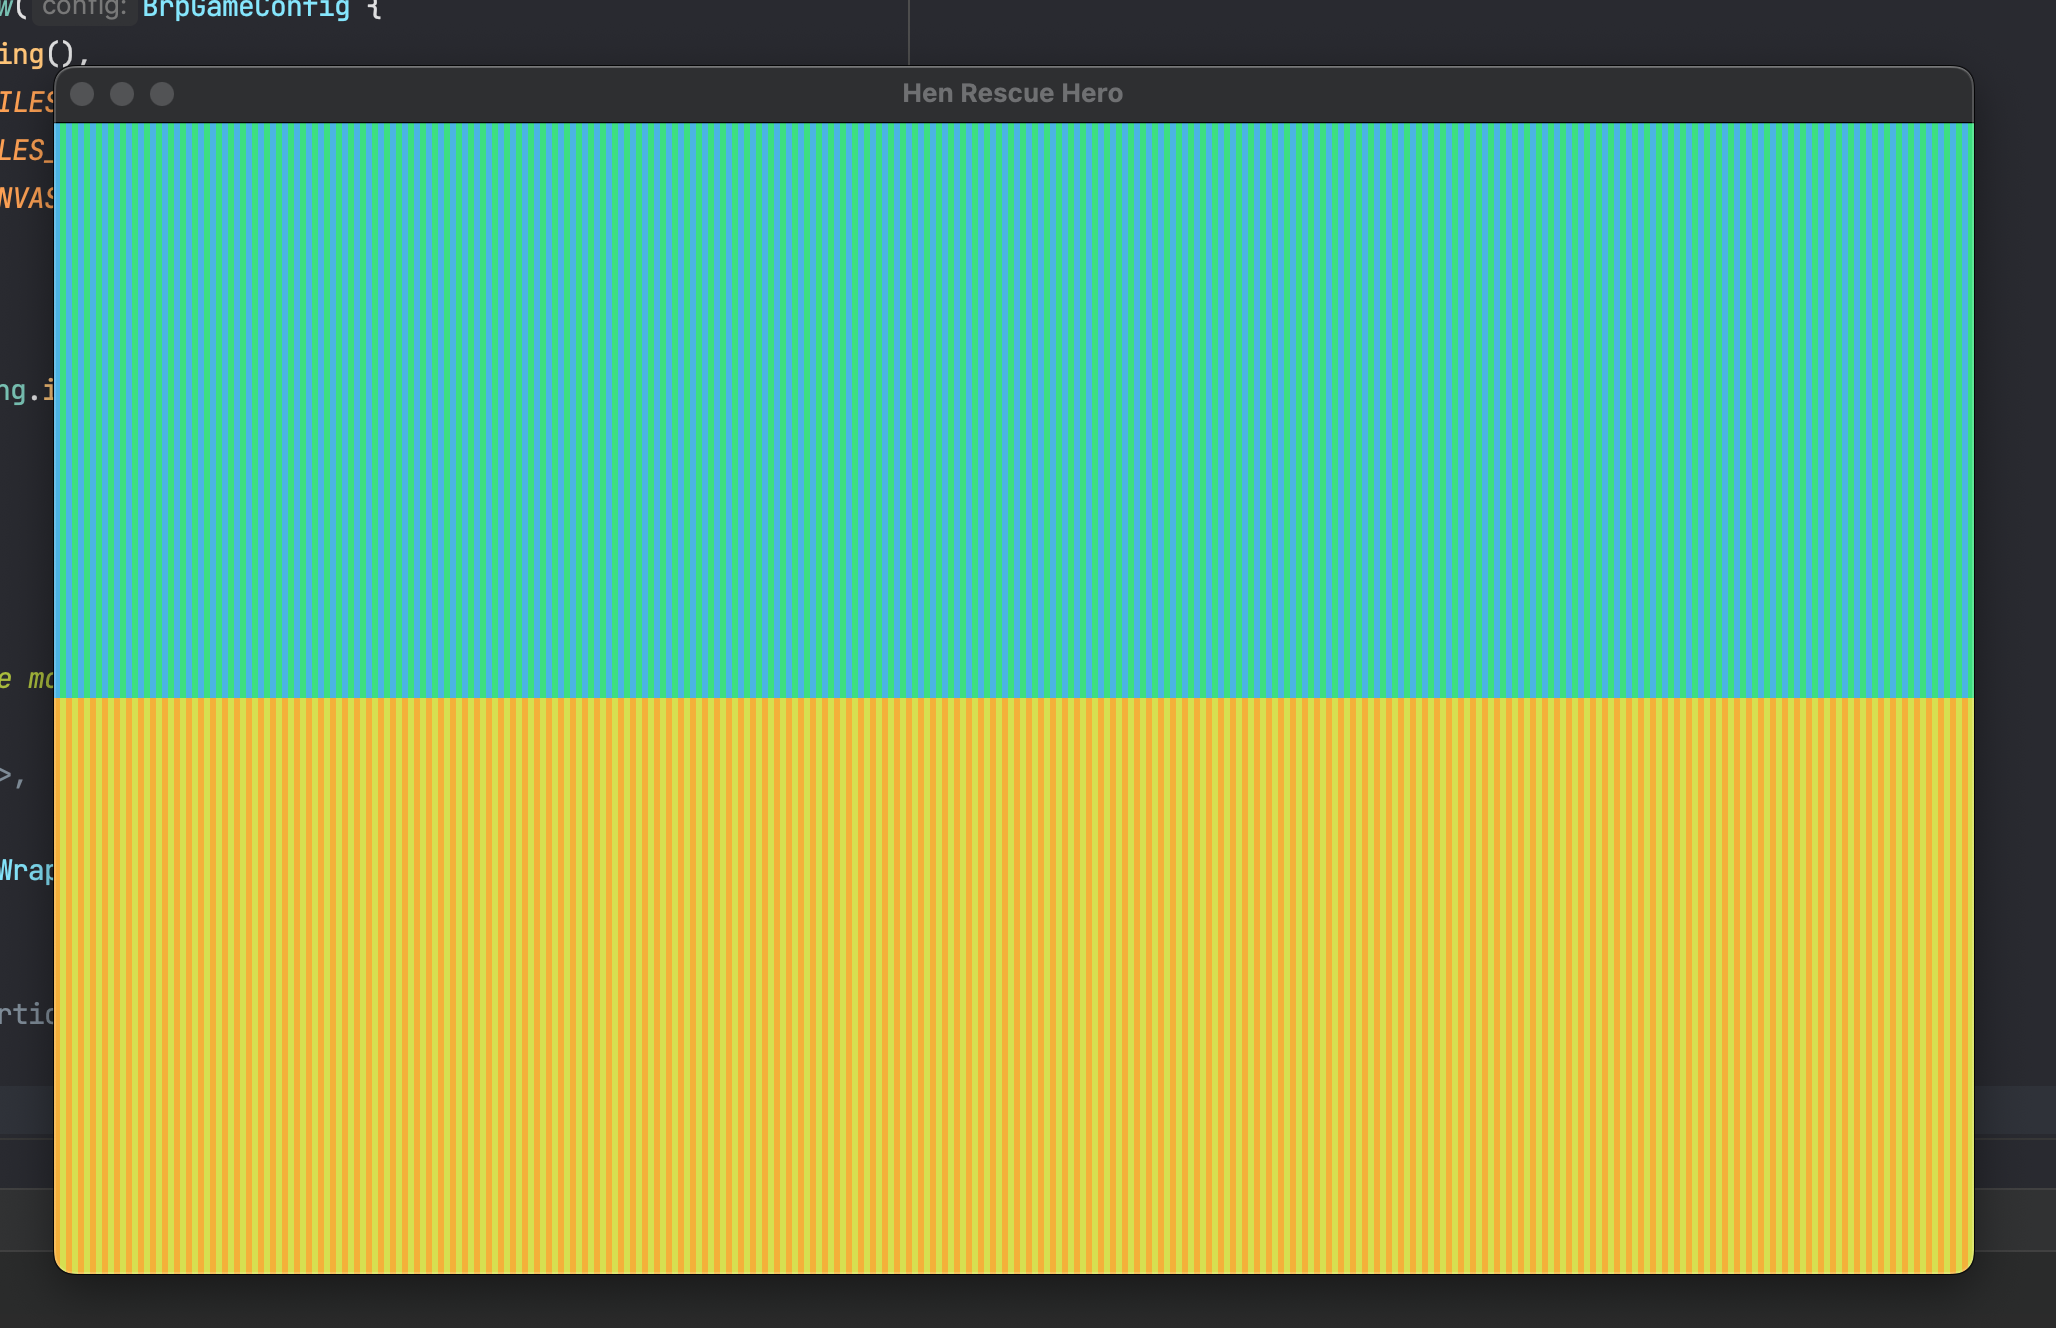 w( config: BrpGameConfig {
ing(),
ILES
LES_
NVAS
Hen Rescue Hero
ng.i
e mo
>,
Wrap
rtic